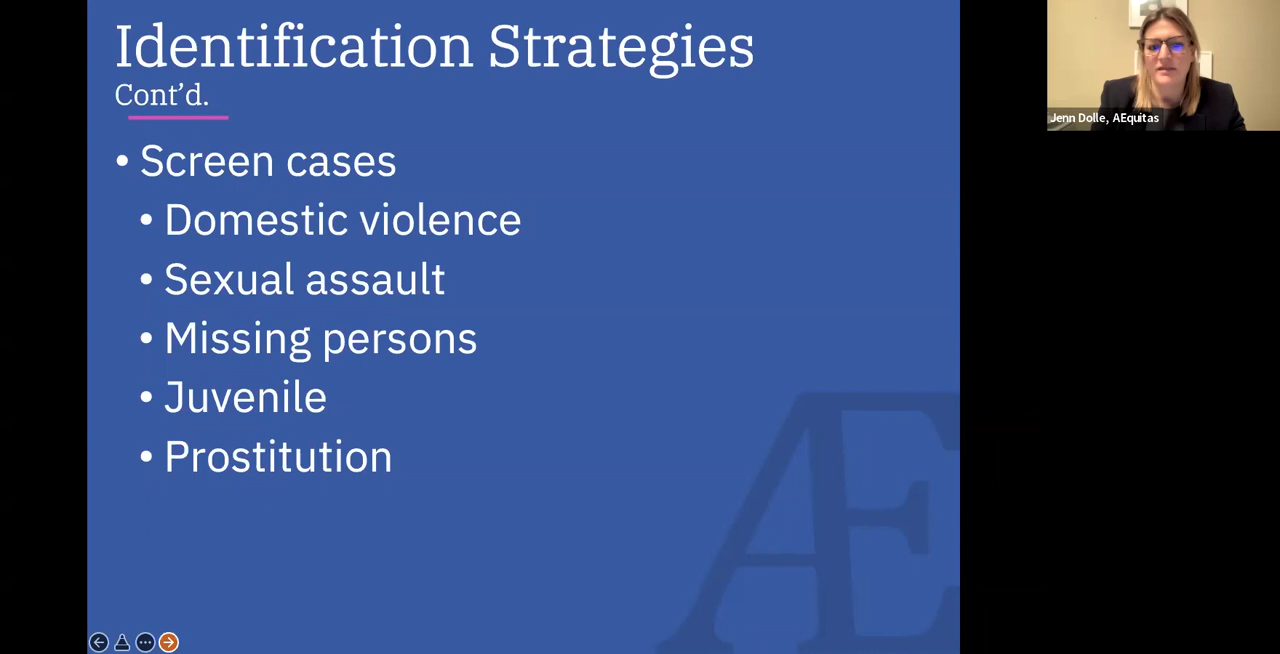 Identification Strategies
Cont’d.
• Screen cases
• Domestic violence
• Sexual assault
• Missing persons
• Juvenile
• Prostitution
Æ
Jenn Dolle, AEquitas